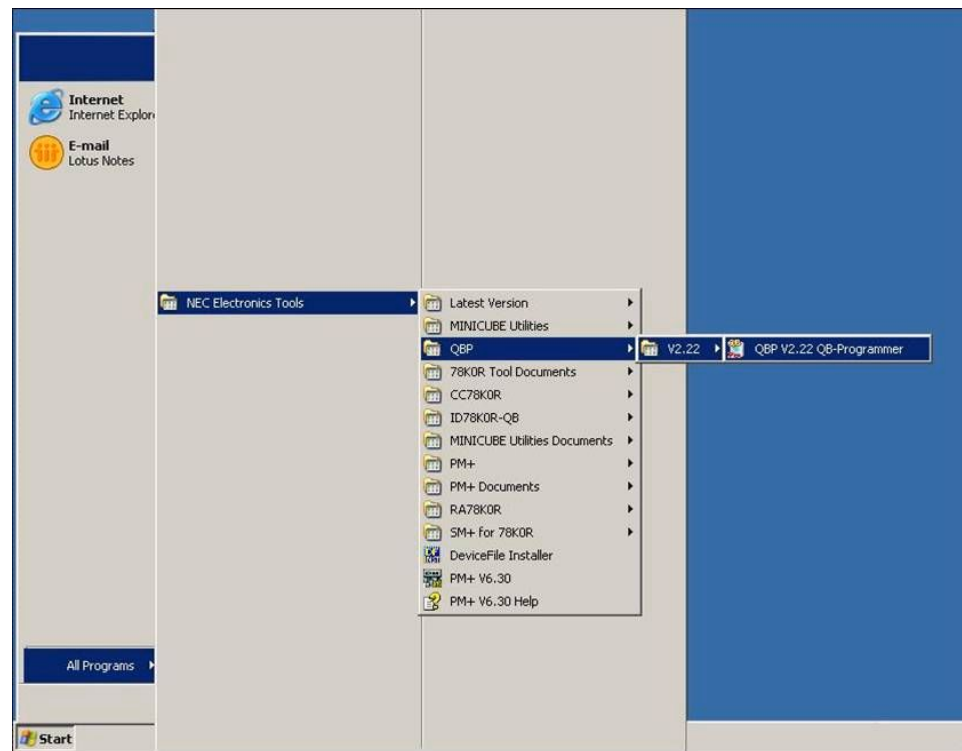 Internet
Internet Explor
E-mail
Lotus Notes
NEC Electronics Tools
Latest Version
MINICUBE Utilities
QBP
V2.22
QBP V2.22 QB-Programmer
78K0R Tool Documents
CC78K0R
ID78K0R-QB
MINICUBE Utilities Documents
PM+
PM+ Documents
RA78K0R
SM+ for 78K0R
DeviceFile Installer
PM+ V6.30
PM+ V6.30 Help
All Programs
Start